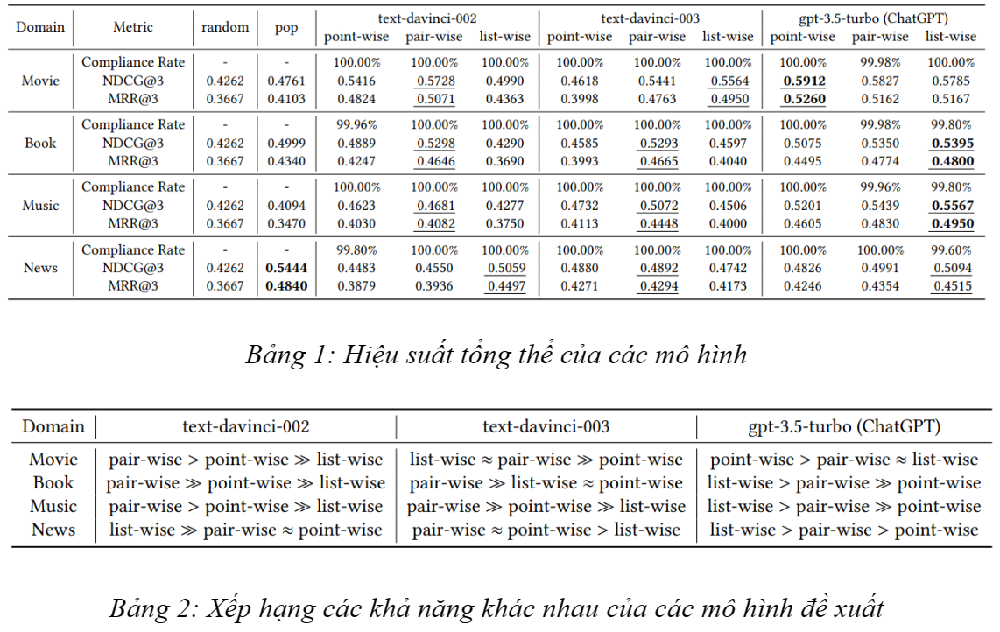 Domain Metric random pop text-davinci-002 text-davinci-003 gpt-3.5-turbo (ChatGPT)
point-wise pair-wise list-wise point-wise pair-wise list-wise point-wise pair-wise list-wise
Compliance Rate - - 100.00% 100.00% 100.00% 100.00% 100.00% 100.00% 100.00% 99.98% 100.00%
Movie NDCG@3 0.4262 0.4761 0.5416 0.5728 0.4990 0.4618 0.5441 0.5564 0.5912 0.5827 0.5785
MRR@3 0.3667 0.4103 0.4824 0.5071 0.4363 0.3998 0.4763 0.4950 0.5260 0.5162 0.5167
Compliance Rate - - 99.96% 100.00% 100.00% 100.00% 100.00% 100.00% 100.00% 99.98% 99.80%
Book NDCG@3 0.4262 0.4999 0.4889 0.5298 0.4290 0.4585 0.5293 0.4597 0.5075 0.5350 0.5395
MRR@3 0.3667 0.4340 0.4247 0.4646 0.3690 0.3993 0.4665 0.4040 0.4495 0.4774 0.4800
Compliance Rate - - 100.00% 100.00% 100.00% 100.00% 100.00% 100.00% 100.00% 99.96% 99.80%
Music NDCG@3 0.4262 0.4094 0.4623 0.4681 0.4277 0.4732 0.5072 0.4506 0.5201 0.5439 0.5567
MRR@3 0.3667 0.3470 0.4030 0.4082 0.3750 0.4113 0.4448 0.4000 0.4605 0.4830 0.4950
Compliance Rate - - 99.80% 100.00% 100.00% 100.00% 100.00% 100.00% 100.00% 100.00% 99.60%
News NDCG@3 0.4262 0.5444 0.4483 0.4550 0.5059 0.4880 0.4892 0.4742 0.4826 0.4991 0.5094
MRR@3 0.3667 0.4840 0.3879 0.3936 0.4497 0.4271 0.4294 0.4173 0.4246 0.4354 0.4515
Bảng 1: Hiệu suất tổng thể của các mô hình
Domain text-davinci-002 text-davinci-003 gpt-3.5-turbo (ChatGPT)
Movie pair-wise > point-wise ≫ list-wise list-wise ≈ pair-wise ≫ point-wise point-wise > pair-wise ≈ list-wise
Book pair-wise ≫ point-wise ≫ list-wise pair-wise ≫ list-wise ≈ point-wise list-wise > pair-wise ≫ point-wise
Music pair-wise > point-wise ≫ list-wise pair-wise ≫ point-wise ≫ list-wise list-wise > pair-wise ≫ point-wise
News list-wise ≫ pair-wise ≈ point-wise pair-wise ≈ point-wise > list-wise list-wise > pair-wise > point-wise
Bảng 2: Xếp hạng các khả năng khác nhau của các mô hình đề xuất